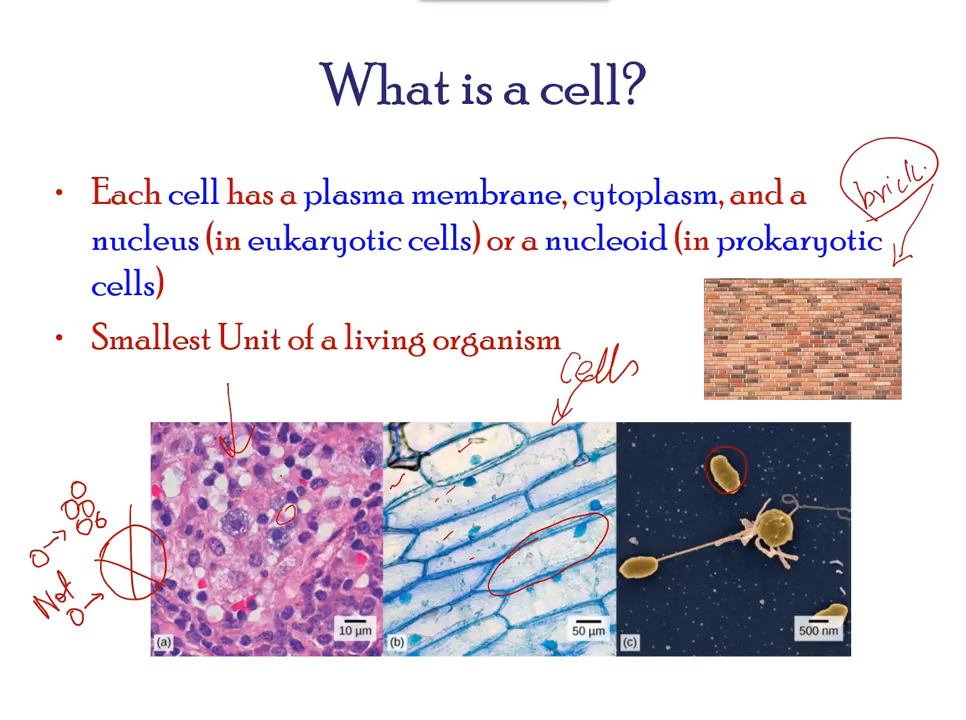 What is a cell?
brick.
• Each cell has a plasma membrane, cytoplasm, and a
nucleus (in eukaryotic cells) or a nucleoid (in prokaryotic
cells)
• Smallest Unit of a living organism
cells
Not
(a)
10 µm
(b)
50 µm
(c)
500 nm